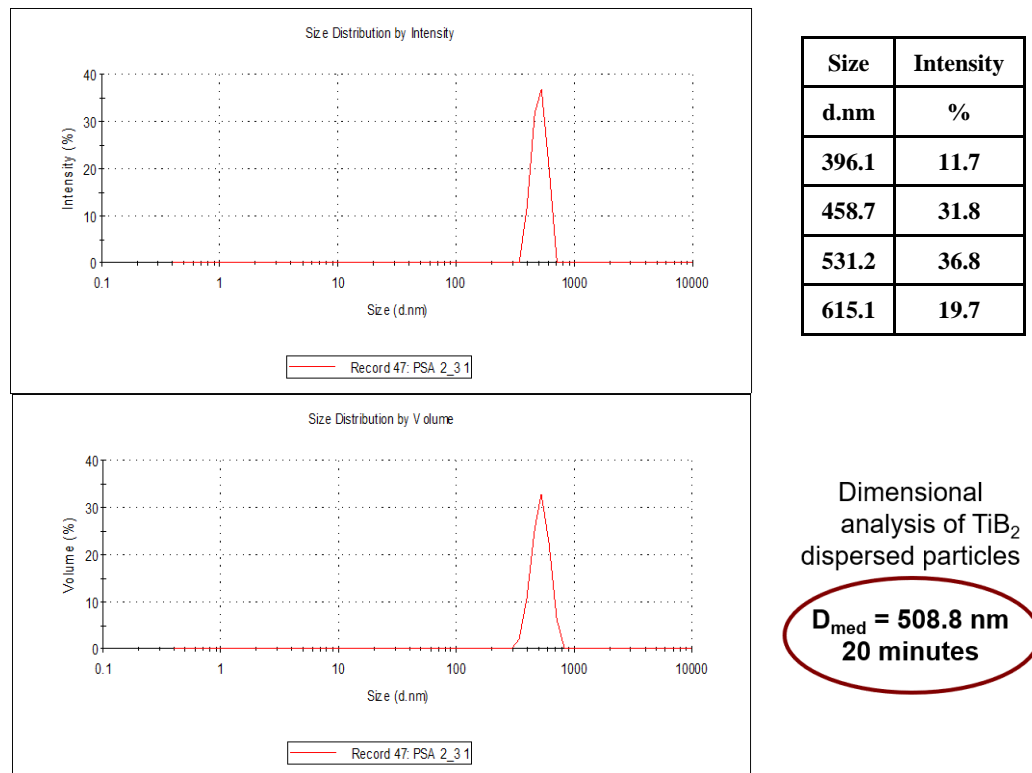 Size Distribution by Intensity
40
30
20
10
0
Intensity (%)
0.1 1 10 100 1000 10000
Size (d.nm)
Record 47: PSA 2_3 1
Size Intensity
d.nm %
396.1 11.7
458.7 31.8
531.2 36.8
615.1 19.7
Size Distribution by Volume
40
30
20
10
0
Volume (%)
0.1 1 10 100 1000 10000
Size (d.nm)
Record 47: PSA 2_3 1
Dimensional
analysis of TiB₂
dispersed particles
Dmed = 508.8 nm
20 minutes